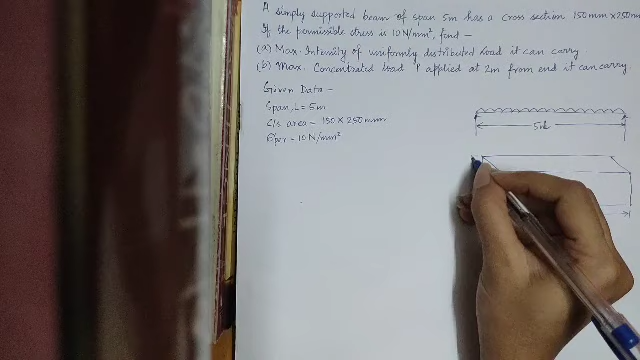 A simply supported beam of span 5m has a cross section 150mm x 250mm
If the permissible stress is 10 N/mm², find -
(a) Max. Intensity of uniformly distributed load it can carry
(b) Max. Concentrated load P applied at 2m from end it can carry.
Given Data -
Span, L = 5m
C/s area - 150 x 250 mm
σper = 10 N/mm²
5m